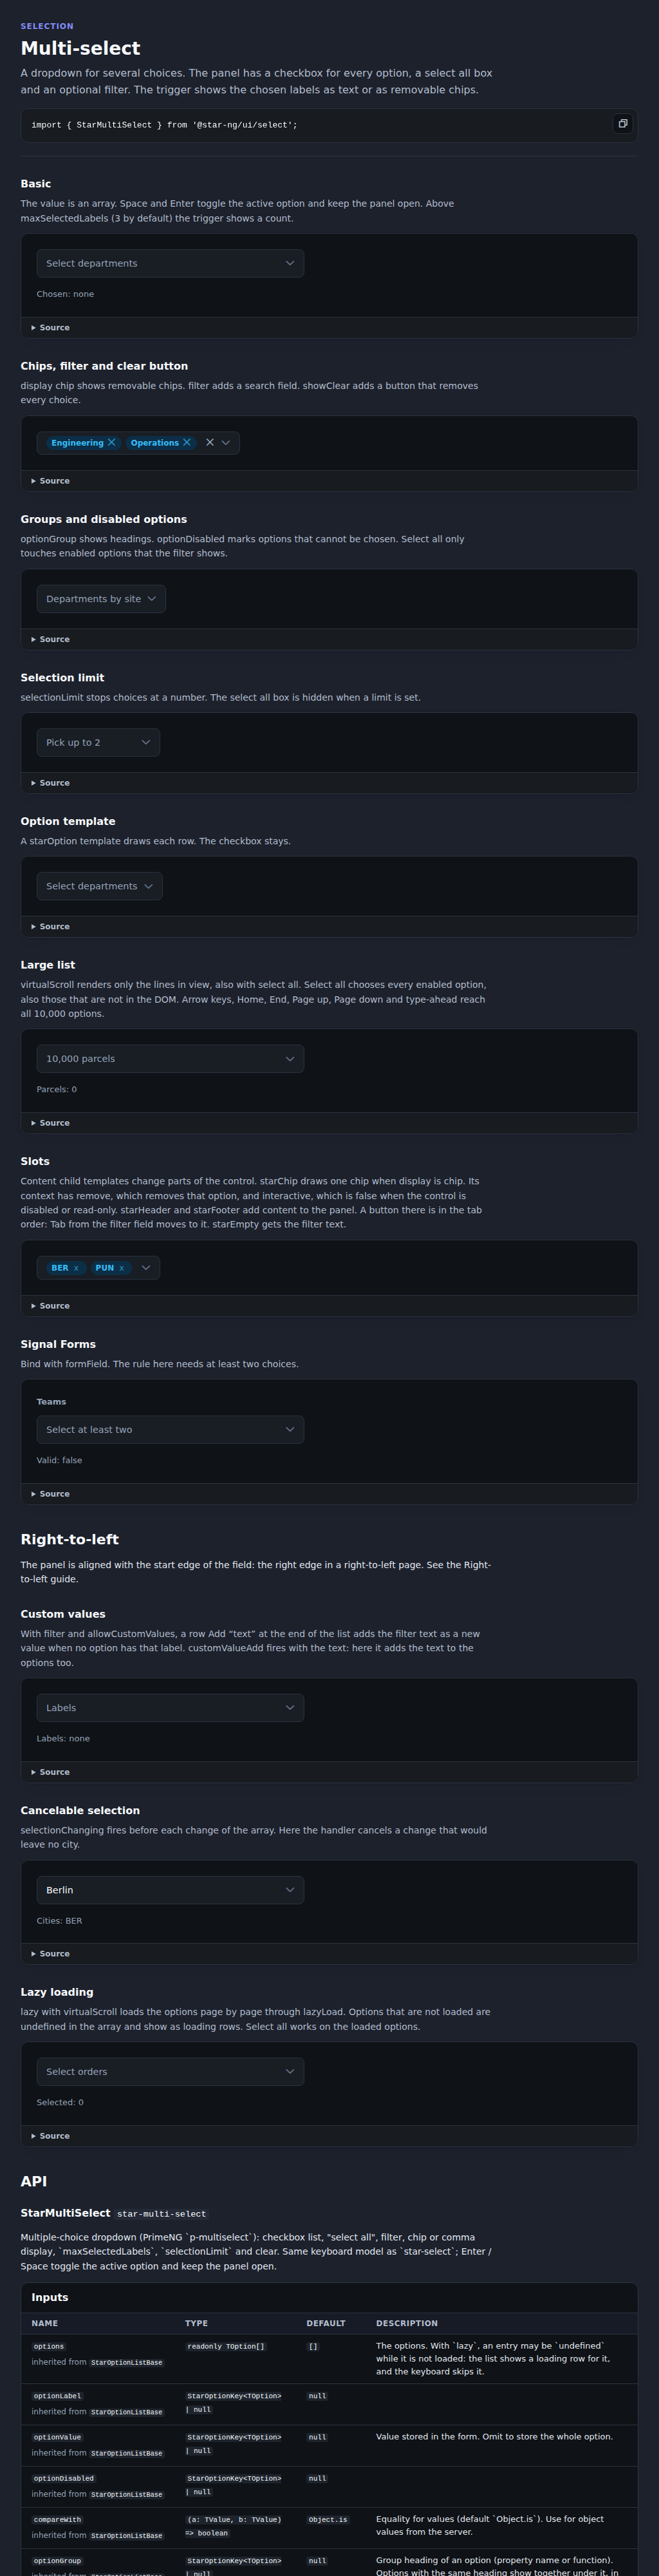 SELECTION
Multi-select
A dropdown for several choices. The panel has a checkbox for every option, a select all box
and an optional filter. The trigger shows the chosen labels as text or as removable chips.
import { StarMultiSelect } from '@star-ng/ui/select';
Basic
The value is an array. Space and Enter toggle the active option and keep the panel open. Above
maxSelectedLabels (3 by default) the trigger shows a count.
Select departments
Chosen: none
Source
Chips, filter and clear button
display chip shows removable chips. filter adds a search field. showClear adds a button that removes
every choice.
Engineering Operations
Source
Groups and disabled options
optionGroup shows headings. optionDisabled marks options that cannot be chosen. Select all only
touches enabled options that the filter shows.
Departments by site
Source
Selection limit
selectionLimit stops choices at a number. The select all box is hidden when a limit is set.
Pick up to 2
Source
Option template
A starOption template draws each row. The checkbox stays.
Select departments
Source
Large list
virtualScroll renders only the lines in view, also with select all. Select all chooses every enabled option,
also those that are not in the DOM. Arrow keys, Home, End, Page up, Page down and type-ahead reach
all 10,000 options.
10,000 parcels
Parcels: 0
Source
Slots
Content child templates change parts of the control. starChip draws one chip when display is chip. Its
context has remove, which removes that option, and interactive, which is false when the control is
disabled or read-only. starHeader and starFooter add content to the panel. A button there is in the tab
order: Tab from the filter field moves to it. starEmpty gets the filter text.
BER x PUN x
Source
Signal Forms
Bind with formField. The rule here needs at least two choices.
Teams
Select at least two
Valid: false
Source
Right-to-left
The panel is aligned with the start edge of the field: the right edge in a right-to-left page. See the Right-
to-left guide.
Custom values
With filter and allowCustomValues, a row Add “text” at the end of the list adds the filter text as a new
value when no option has that label. customValueAdd fires with the text: here it adds the text to the
options too.
Labels
Labels: none
Source
Cancelable selection
selectionChanging fires before each change of the array. Here the handler cancels a change that would
leave no city.
Berlin
Cities: BER
Source
Lazy loading
lazy with virtualScroll loads the options page by page through lazyLoad. Options that are not loaded are
undefined in the array and show as loading rows. Select all works on the loaded options.
Select orders
Selected: 0
Source
API
StarMultiSelect star-multi-select
Multiple-choice dropdown (PrimeNG `p-multiselect`): checkbox list, "select all", filter, chip or comma
display, `maxSelectedLabels`, `selectionLimit` and clear. Same keyboard model as `star-select`; Enter /
Space toggle the active option and keep the panel open.
Inputs
NAME TYPE DEFAULT DESCRIPTION
options readonly TOption[] [] The options. With `lazy`, an entry may be `undefined`
inherited from StarOptionListBase while it is not loaded: the list shows a loading row for it,
and the keyboard skips it.
optionLabel StarOptionKey<TOption> null
inherited from StarOptionListBase | null
optionValue StarOptionKey<TOption> null Value stored in the form. Omit to store the whole option.
inherited from StarOptionListBase | null
optionDisabled StarOptionKey<TOption> null
inherited from StarOptionListBase | null
compareWith (a: TValue, b: TValue) Object.is Equality for values (default `Object.is`). Use for object
inherited from StarOptionListBase => boolean values from the server.
optionGroup StarOptionKey<TOption> null Group heading of an option (property name or function).
inherited from StarOptionListBase | null Options with the same heading show together under it, in